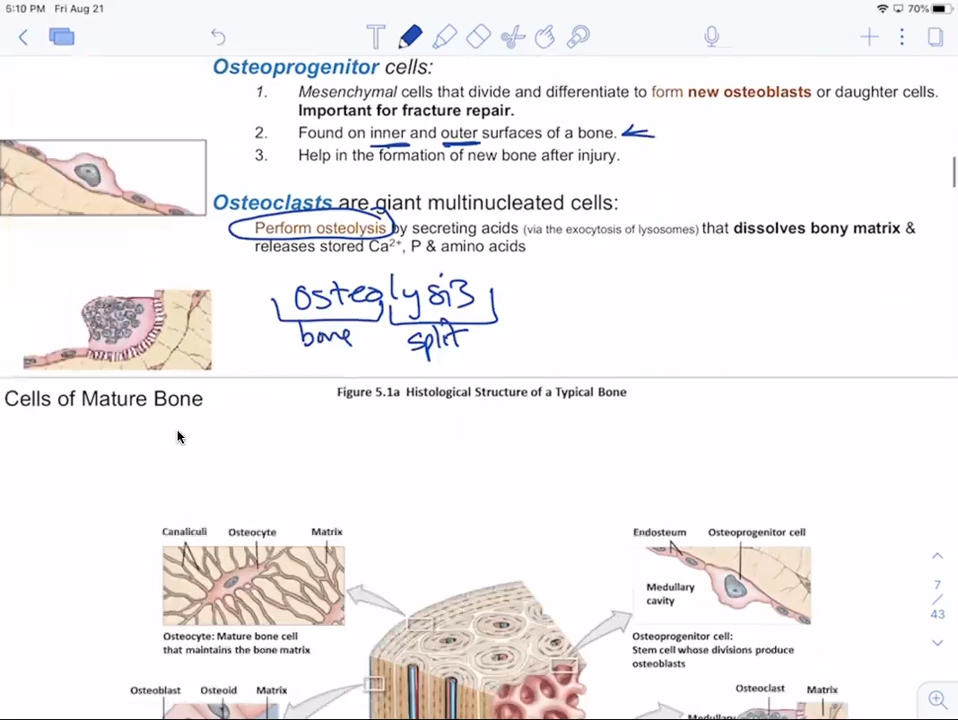 5:10 PM Fri Aug 21
70%
Osteoprogenitor cells:
1. Mesenchymal cells that divide and differentiate to form new osteoblasts or daughter cells.
Important for fracture repair.
2. Found on inner and outer surfaces of a bone.
3. Help in the formation of new bone after injury.
Osteoclasts are giant multinucleated cells:
Perform osteolysis by secreting acids (via the exocytosis of lysosomes) that dissolves bony matrix &
releases stored Ca²⁺, P & amino acids
osteolysis
bone split
Figure 5.1a Histological Structure of a Typical Bone
Cells of Mature Bone
Canaliculi Osteocyte Matrix
Osteocyte: Mature bone cell
that maintains the bone matrix
Endosteum Osteoprogenitor cell
Medullary
cavity
Osteoprogenitor cell:
Stem cell whose divisions produce
osteoblasts
Osteoblast Osteoid Matrix
Osteoclast Matrix
Medullary
7
/
43